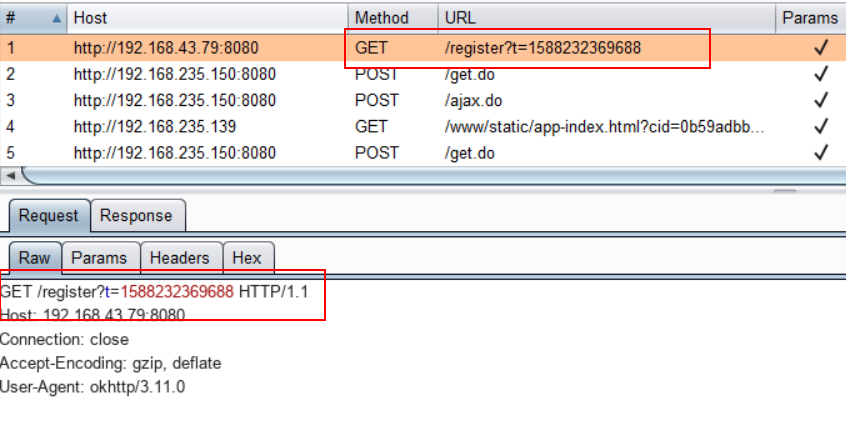 # Host Method URL Params
1 http://192.168.43.79:8080 GET /register?t=1588232369688
2 http://192.168.235.150:8080 POST /get.do
3 http://192.168.235.150:8080 POST /ajax.do
4 http://192.168.235.139 GET /www/static/app-index.html?cid=0b59adbb...
5 http://192.168.235.150:8080 POST /get.do
Request Response
Raw Params Headers Hex
GET /register?t=1588232369688 HTTP/1.1
Host: 192.168.43.79:8080
Connection: close
Accept-Encoding: gzip, deflate
User-Agent: okhttp/3.11.0